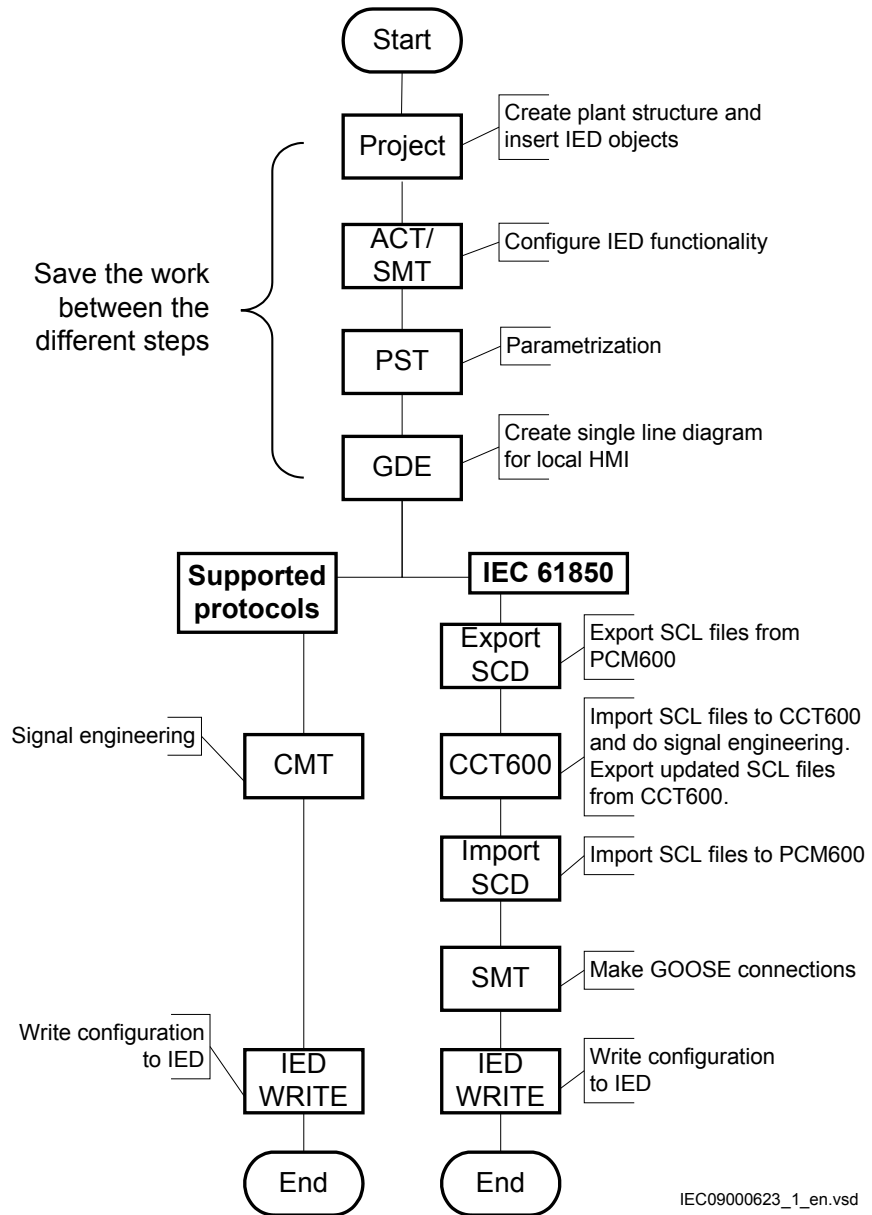 Start
Project
Create plant structure and
insert IED objects
ACT/
SMT
Configure IED functionality
Save the work
between the
different steps
PST
Parametrization
GDE
Create single line diagram
for local HMI
Supported
protocols
IEC 61850
Export
SCD
Export SCL files from
PCM600
Signal engineering
CMT
CCT600
Import SCL files to CCT600
and do signal engineering.
Export updated SCL files
from CCT600.
Import
SCD
Import SCL files to PCM600
SMT
Make GOOSE connections
Write configuration
to IED
IED
WRITE
IED
WRITE
Write configuration
to IED
End
End
IEC09000623_1_en.vsd